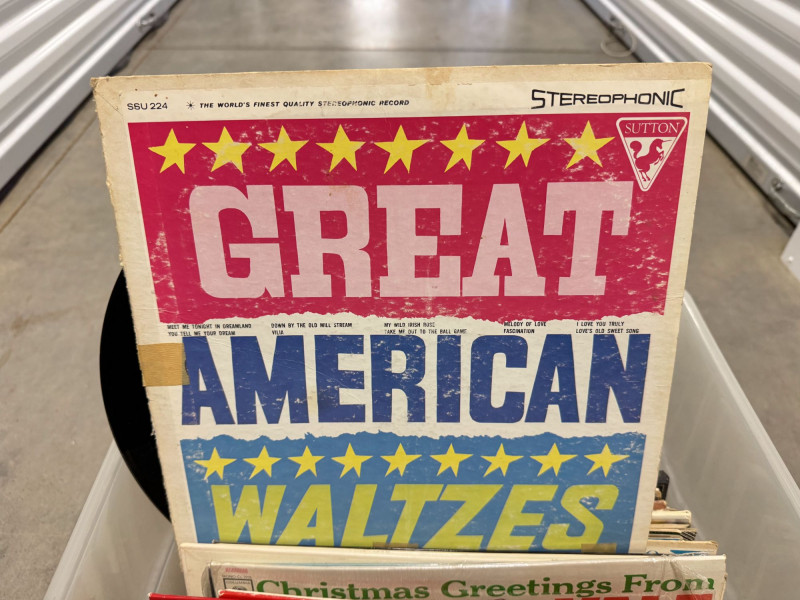 SSU 224 ✳ THE WORLD'S FINEST QUALITY STEREOPHONIC RECORD STEREOPHONIC
SUTTON
GREAT
MEET ME TONIGHT IN DREAMLAND DOWN BY THE OLD MILL STREAM MY WILD IRISH ROSE MELODY OF LOVE I LOVE YOU TRULY
YOU TELL ME YOUR DREAM VILIA TAKE ME OUT TO THE BALL GAME FASCINATION LOVE'S OLD SWEET SONG
AMERICAN
WALTZES
Christmas Greetings From